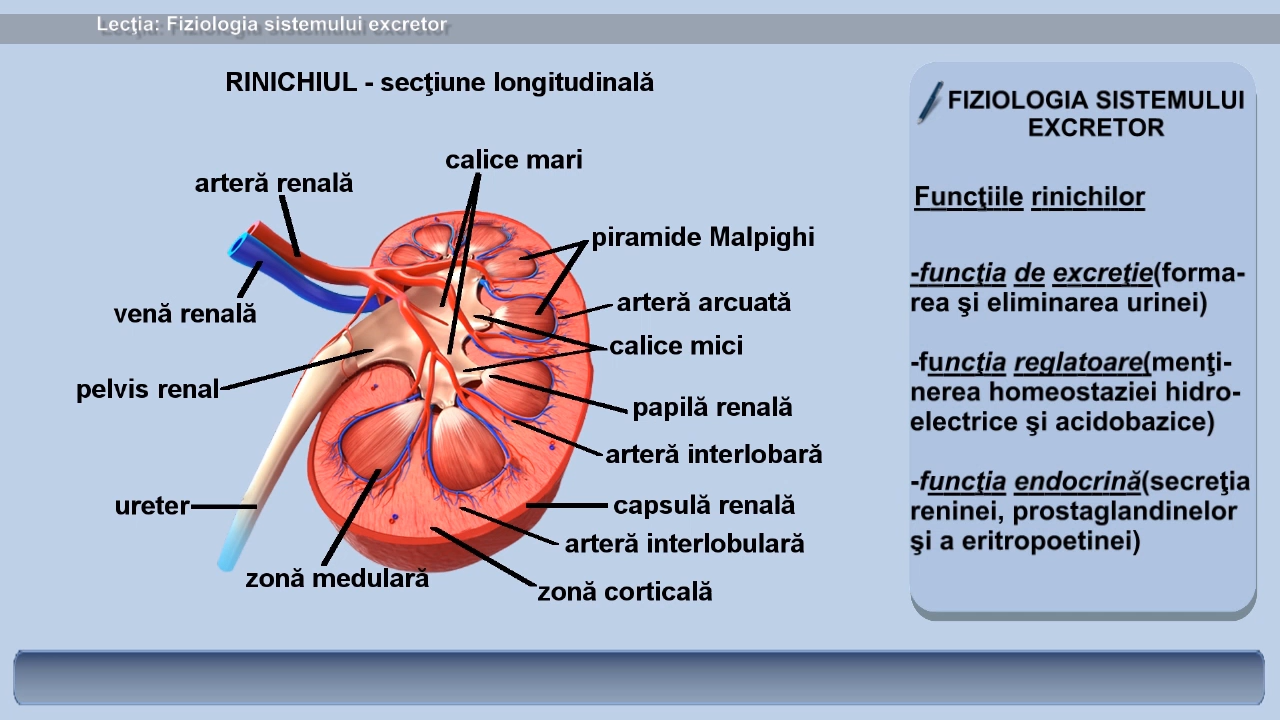 Lecţia: Fiziologia sistemului excretor
RINICHIUL - secţiune longitudinală
calice mari
arteră renală
piramide Malpighi
arteră arcuată
venă renală
calice mici
pelvis renal
papilă renală
arteră interlobară
ureter
capsulă renală
arteră interlobulară
zonă medulară
zonă corticală
FIZIOLOGIA SISTEMULUI
EXCRETOR
Funcţiile rinichilor
-funcţia de excreţie(forma-
rea şi eliminarea urinei)
-funcţia reglatoare(menţi-
nerea homeostaziei hidro-
electrice şi acidobazice)
-funcţia endocrină(secreţia
reninei, prostaglandinelor
şi a eritropoetinei)